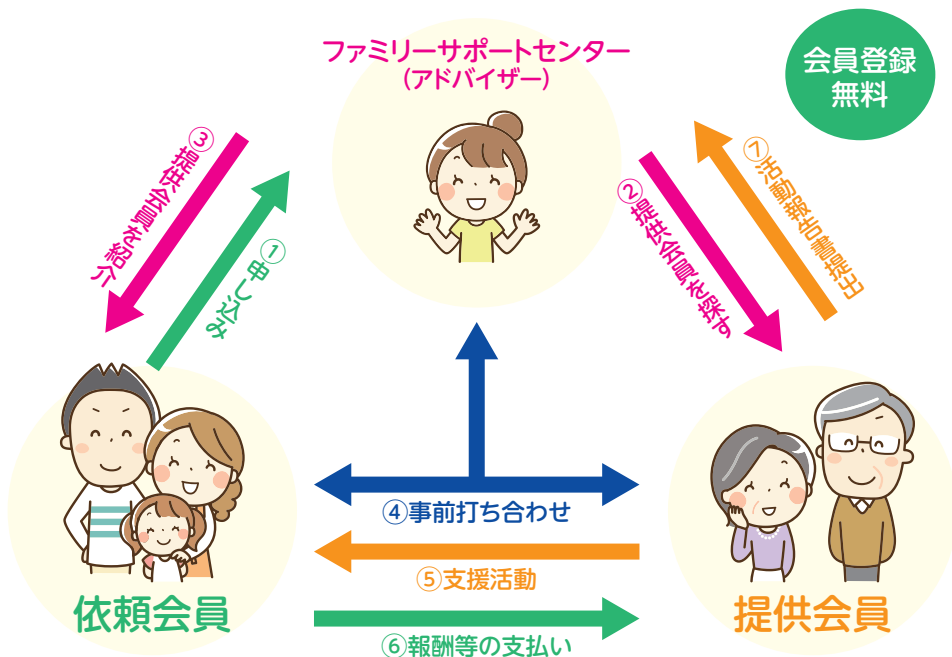 ファミリーサポートセンター
(アドバイザー)
会員登録
無料
③提供会員を紹介
①申し込み
②提供会員を探す
⑦活動報告書提出
④事前打ち合わせ
⑤支援活動
依頼会員
提供会員
⑥報酬等の支払い